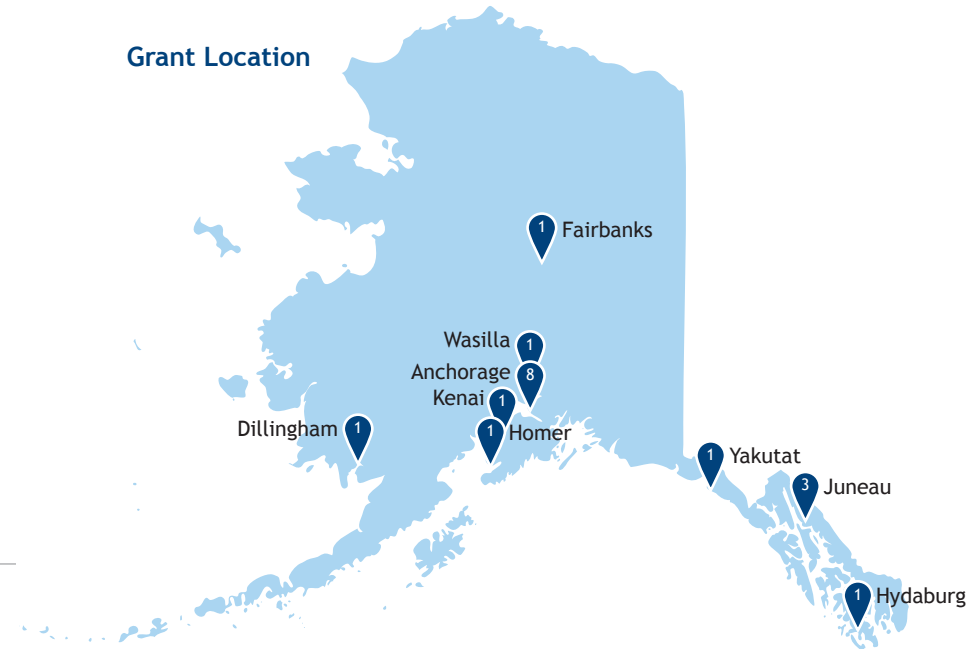 Grant Location
1 Fairbanks
Wasilla 1
Anchorage 8
Kenai 1
Dillingham 1
1 Homer
1 Yakutat
3 Juneau
1 Hydaburg